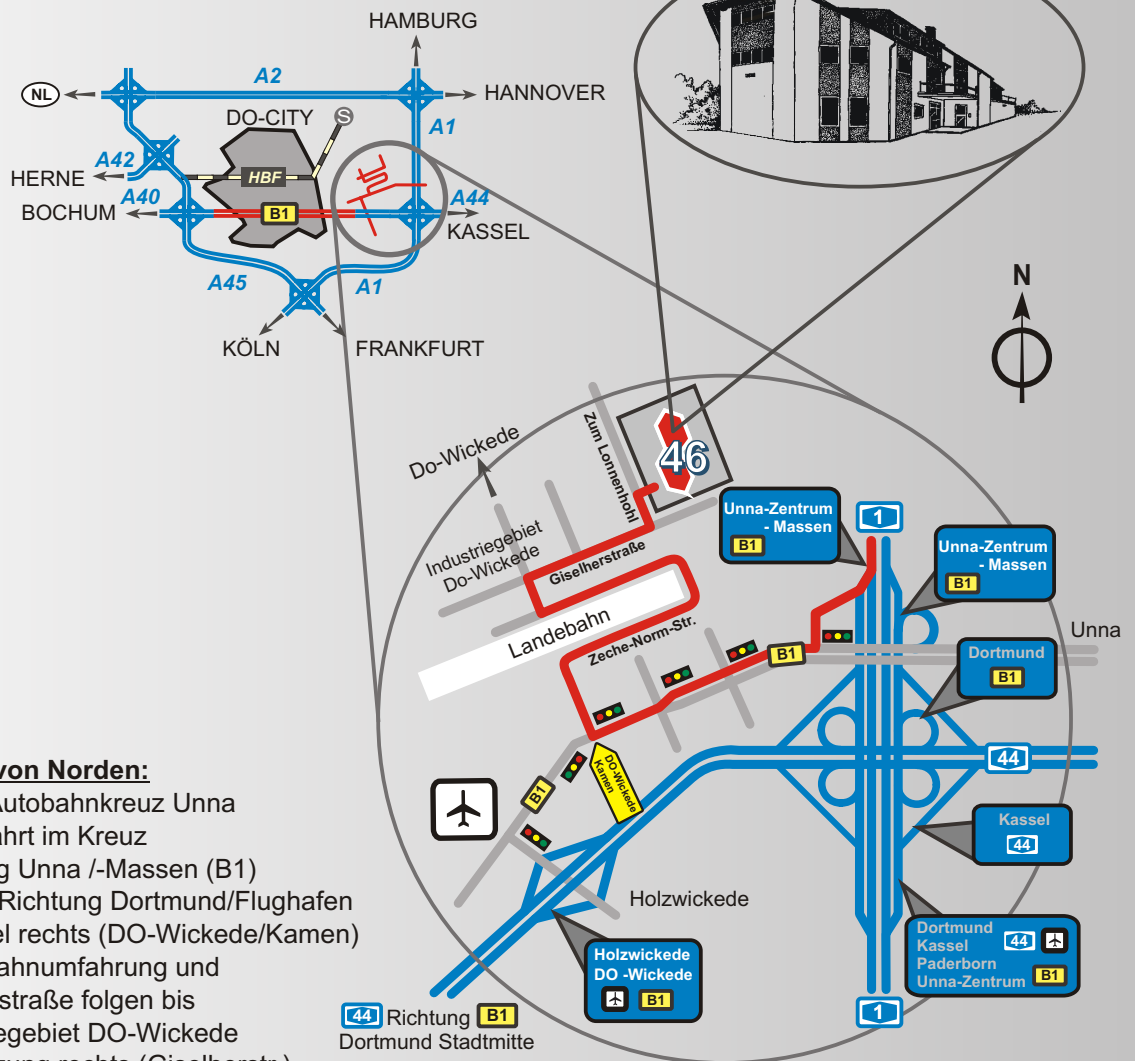 HAMBURG
A2
NL
HANNOVER
DO-CITY
S
A1
A42
HBF
HERNE
A40
A44
BOCHUM
B1
KASSEL
A45
A1
KÖLN
FRANKFURT
N
Do-Wickede
Zum Lonnenhohl
46
Industriegebiet
Do-Wickede
Giselherstraße
Landebahn
Zeche-Norm-Str.
Unna-Zentrum
- Massen
B1
1
Unna-Zentrum
- Massen
B1
Unna
B1
Dortmund
B1
44
DO-Wickede
Kamen
B1
Kassel
44
Holzwickede
Holzwickede
DO -Wickede
B1
Dortmund
Kassel 44
Paderborn
Unna-Zentrum B1
1
44 Richtung B1
Dortmund Stadtmitte
von Norden:
Autobahnkreuz Unna
ahrt im Kreuz
g Unna /-Massen (B1)
Richtung Dortmund/Flughafen
el rechts (DO-Wickede/Kamen)
ahnumfahrung und
straße folgen bis
egebiet DO-Wickede
rechts (Giselherstr.)